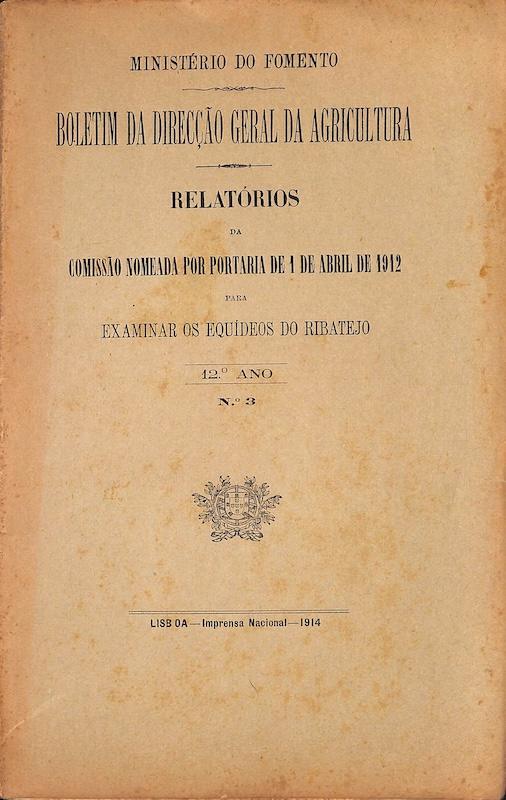 MINISTÉRIO DO FOMENTO
BOLETIM DA DIRECÇÃO GERAL DA AGRICULTURA
RELATÓRIOS
DA
COMISSÃO NOMEADA POR PORTARIA DE 1 DE ABRIL DE 1912
PARA
EXAMINAR OS EQUÍDEOS DO RIBATEJO
12.º ANO
N.º 3
LISBOA—Imprensa Nacional—1914